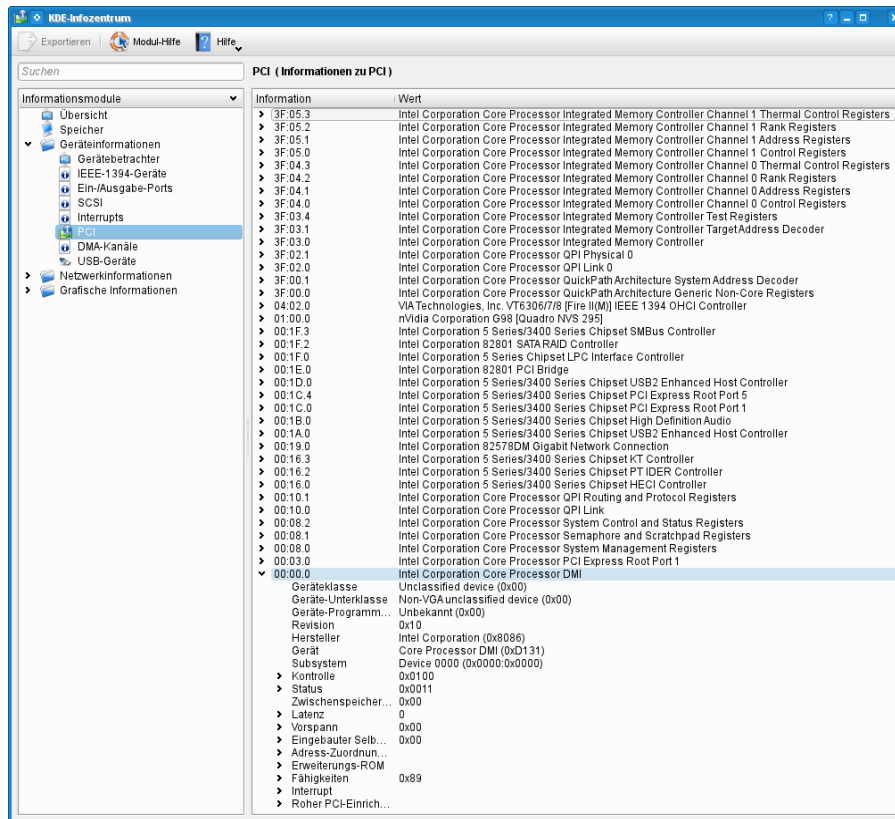 KDE-Infozentrum
Exportieren Modul-Hilfe Hilfe
Suchen
PCI ( Informationen zu PCI )
Informationsmodule
Übersicht
Speicher
Geräteinformationen
Gerätebetrachter
IEEE-1394-Geräte
Ein-/Ausgabe-Ports
SCSI
Interrupts
PCI
DMA-Kanäle
USB-Geräte
Netzwerkinformationen
Grafische Informationen
Information Wert
3F:05.3 Intel Corporation Core Processor Integrated Memory Controller Channel 1 Thermal Control Registers
3F:05.2 Intel Corporation Core Processor Integrated Memory Controller Channel 1 Rank Registers
3F:05.1 Intel Corporation Core Processor Integrated Memory Controller Channel 1 Address Registers
3F:05.0 Intel Corporation Core Processor Integrated Memory Controller Channel 1 Control Registers
3F:04.3 Intel Corporation Core Processor Integrated Memory Controller Channel 0 Thermal Control Registers
3F:04.2 Intel Corporation Core Processor Integrated Memory Controller Channel 0 Rank Registers
3F:04.1 Intel Corporation Core Processor Integrated Memory Controller Channel 0 Address Registers
3F:04.0 Intel Corporation Core Processor Integrated Memory Controller Channel 0 Control Registers
3F:03.4 Intel Corporation Core Processor Integrated Memory Controller Test Registers
3F:03.1 Intel Corporation Core Processor Integrated Memory Controller Target Address Decoder
3F:03.0 Intel Corporation Core Processor Integrated Memory Controller
3F:02.1 Intel Corporation Core Processor QPI Physical 0
3F:02.0 Intel Corporation Core Processor QPI Link 0
3F:00.1 Intel Corporation Core Processor QuickPath Architecture System Address Decoder
3F:00.0 Intel Corporation Core Processor QuickPath Architecture Generic Non-Core Registers
04:02.0 VIA Technologies, Inc. VT6306/7/8 [Fire II(M)] IEEE 1394 OHCI Controller
01:00.0 nVidia Corporation G98 [Quadro NVS 295]
00:1F.3 Intel Corporation 5 Series/3400 Series Chipset SMBus Controller
00:1F.2 Intel Corporation 82801 SATA RAID Controller
00:1F.0 Intel Corporation 5 Series Chipset LPC Interface Controller
00:1E.0 Intel Corporation 82801 PCI Bridge
00:1D.0 Intel Corporation 5 Series/3400 Series Chipset USB2 Enhanced Host Controller
00:1C.4 Intel Corporation 5 Series/3400 Series Chipset PCI Express Root Port 5
00:1C.0 Intel Corporation 5 Series/3400 Series Chipset PCI Express Root Port 1
00:1B.0 Intel Corporation 5 Series/3400 Series Chipset High Definition Audio
00:1A.0 Intel Corporation 5 Series/3400 Series Chipset USB2 Enhanced Host Controller
00:19.0 Intel Corporation 82578DM Gigabit Network Connection
00:16.3 Intel Corporation 5 Series/3400 Series Chipset KT Controller
00:16.2 Intel Corporation 5 Series/3400 Series Chipset PT IDER Controller
00:16.0 Intel Corporation 5 Series/3400 Series Chipset HECI Controller
00:10.1 Intel Corporation Core Processor QPI Routing and Protocol Registers
00:10.0 Intel Corporation Core Processor QPI Link
00:08.2 Intel Corporation Core Processor System Control and Status Registers
00:08.1 Intel Corporation Core Processor Semaphore and Scratchpad Registers
00:08.0 Intel Corporation Core Processor System Management Registers
00:03.0 Intel Corporation Core Processor PCI Express Root Port 1
00:00.0 Intel Corporation Core Processor DMI
Geräteklasse Unclassified device (0x00)
Geräte-Unterklasse Non-VGA unclassified device (0x00)
Geräte-Programm... Unbekannt (0x00)
Revision 0x10
Hersteller Intel Corporation (0x8086)
Gerät Core Processor DMI (0xD131)
Subsystem Device 0000 (0x0000:0x0000)
Kontrolle 0x0100
Status 0x0011
Zwischenspeicher... 0x00
Latenz 0
Vorspann 0x00
Eingebauter Selb... 0x00
Adress-Zuordnun...
Erweiterungs-ROM
Fähigkeiten 0x89
Interrupt
Roher PCI-Einrich...